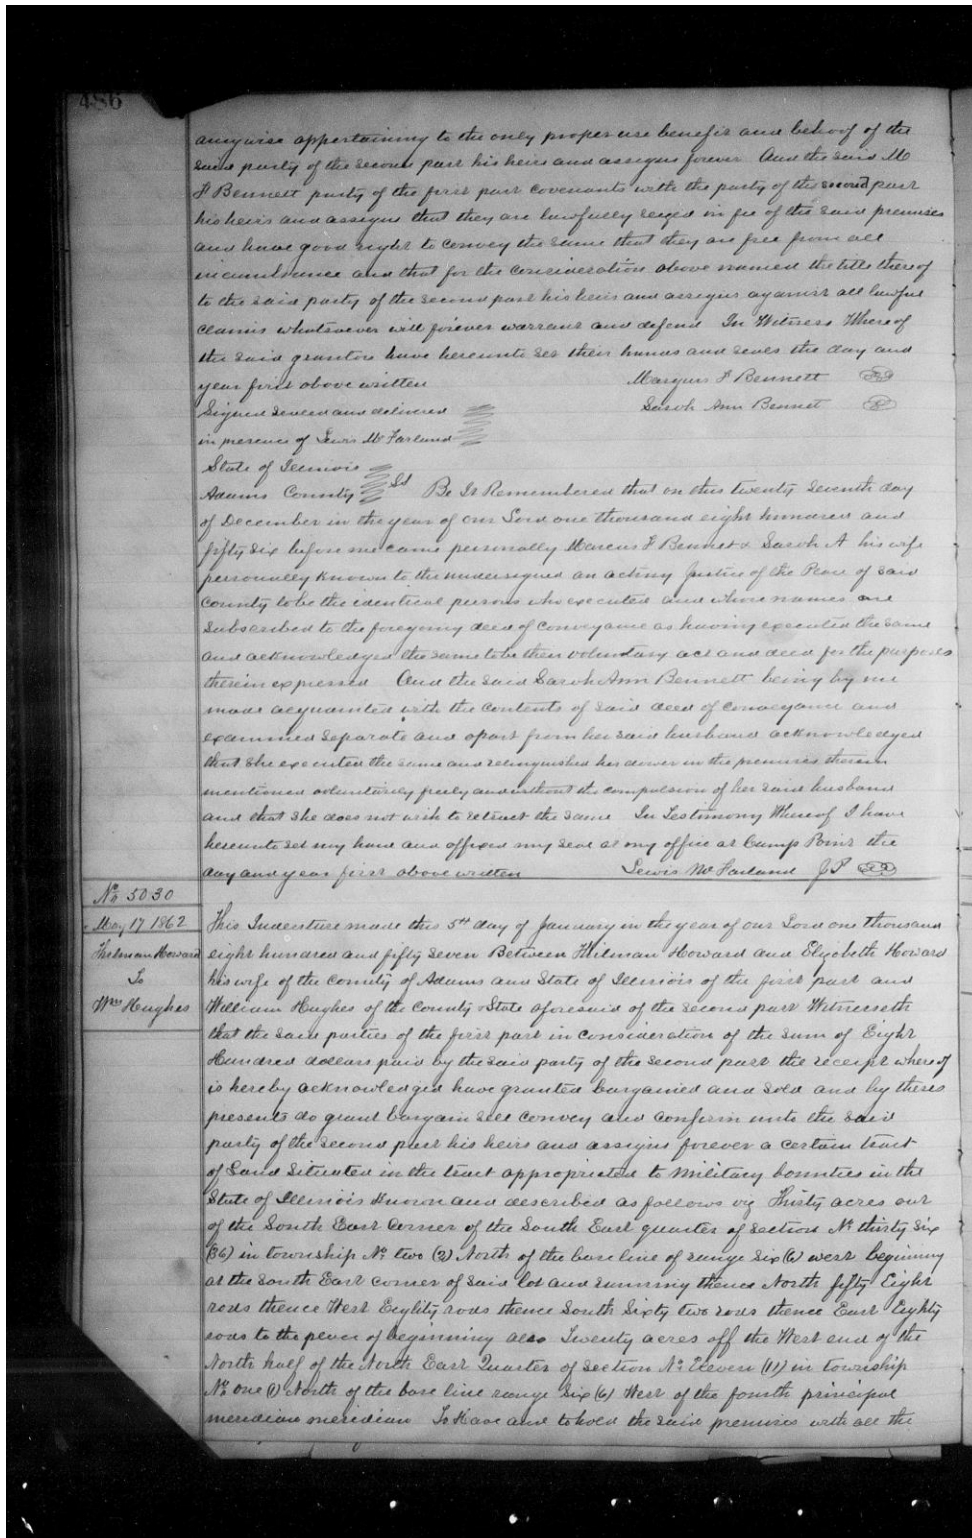 486
anywise appertaining to the only proper use benefit and behoof of the
said party of the second part his heirs and assigns forever And the said M
F Bennett party of the first part covenants with the party of the second part
his heirs and assigns that they are lawfully seized in fee of the said premises
and have good right to convey the same that they are free from all
incumbrance and that for the consideration above named the title thereof
to the said party of the second part his heirs and assigns against all lawful
claims whatsoever will forever warrant and defend In Witness Whereof
the said grantors have hereunto set their hands and seals the day and
year first above written Marques F Bennett
Signed sealed and delivered Sarah Ann Bennet
in presence of Lewis McFarland
State of Illinois
Adams County Sd Be It Remembered that on this twenty seventh day
of December in the year of our Lord one thousand eight hundred and
fifty six before me came personally Marcus F Bennet & Sarah A his wife
personally known to the undersigned an acting Justice of the Peace of said
county to be the identical persons who executed and whose names are
subscribed to the foregoing deed of conveyance as having executed the same
and acknowledged the same to be their voluntary act and deed for the purposes
therein expressed And the said Sarah Ann Bennett being by me
made acquainted with the contents of said deed of conveyance and
examined separate and apart from her said husband acknowledged
that she executed the same and relinquished her dower in the premises therein
mentioned voluntarily freely and without the compulsion of her said husband
and that she does not wish to retract the same In Testimony Whereof I have
hereunto set my hand and affixed my seal at my office at Camp Point the
day and year first above written Lewis McFarland J P
No 5030
May 17 1862
Thilman Howard
To
Wm Hughes
This Indenture made this 5th day of January in the year of our Lord one thousand
eight hundred and fifty seven Between Thilman Howard and Elizabeth Howard
his wife of the county of Adams and State of Illinois of the first part and
William Hughes of the county & State aforesaid of the second part Witnesseth
that the said parties of the first part in consideration of the sum of Eight
Hundred dollars paid by the said party of the second part the receipt whereof
is hereby acknowledged have granted bargained and sold and by these
presents do grant bargain sell convey and confirm unto the said
party of the second part his heirs and assigns forever a certain tract
of Land situated in the tract appropriated to military bounties in the
State of Illinois known and described as follows viz Thirty acres out
of the South East corner of the South East quarter of section No thirty six
(36) in township No two (2) North of the base line of range six (6) west beginning
at the South East corner of said lot and running thence North fifty Eight
rods thence West Eighty rods thence South Sixty two rods thence East Eighty
rods to the place of beginning also Twenty acres off the West end of the
North half of the North East Quarter of section No Eleven (11) in township
No one (1) North of the base line range six (6) West of the fourth principal
meridian meridian To Have and to hold the said premises with all the